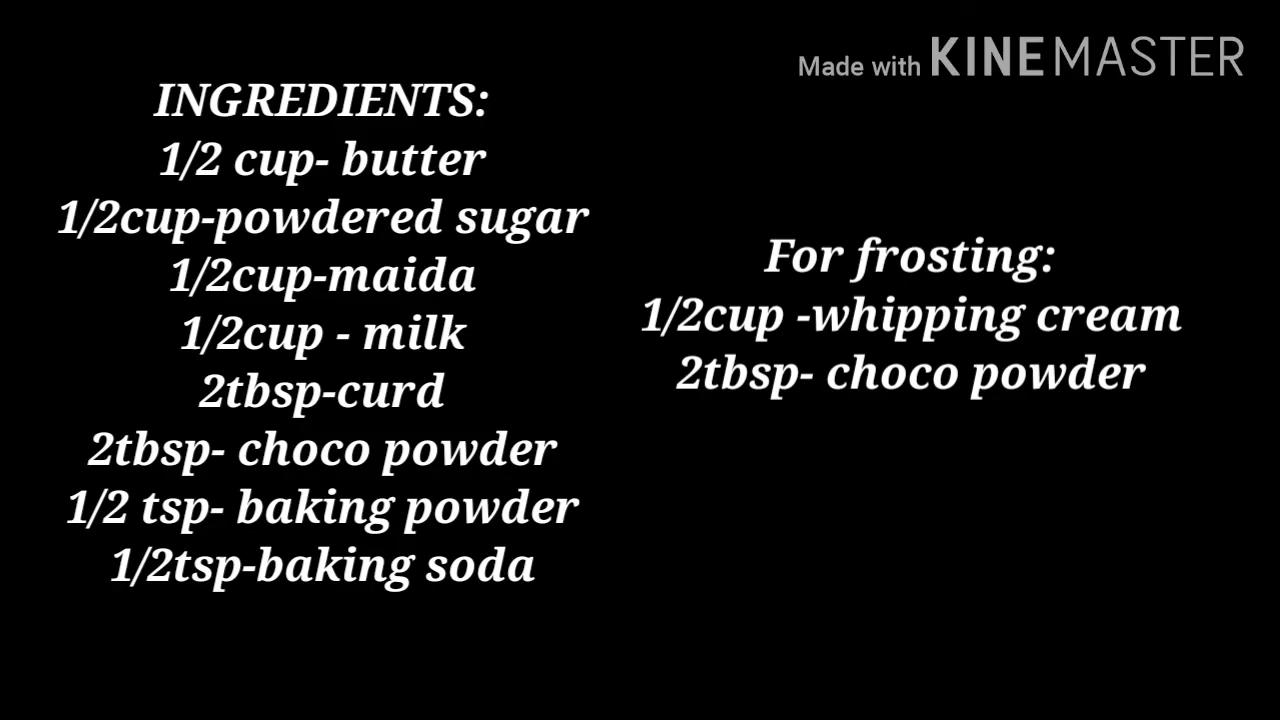 Made with KINEMASTER
INGREDIENTS:
1/2 cup- butter
1/2cup-powdered sugar
1/2cup-maida
1/2cup - milk
2tbsp-curd
2tbsp- choco powder
1/2 tsp- baking powder
1/2tsp-baking soda
For frosting:
1/2cup -whipping cream
2tbsp- choco powder